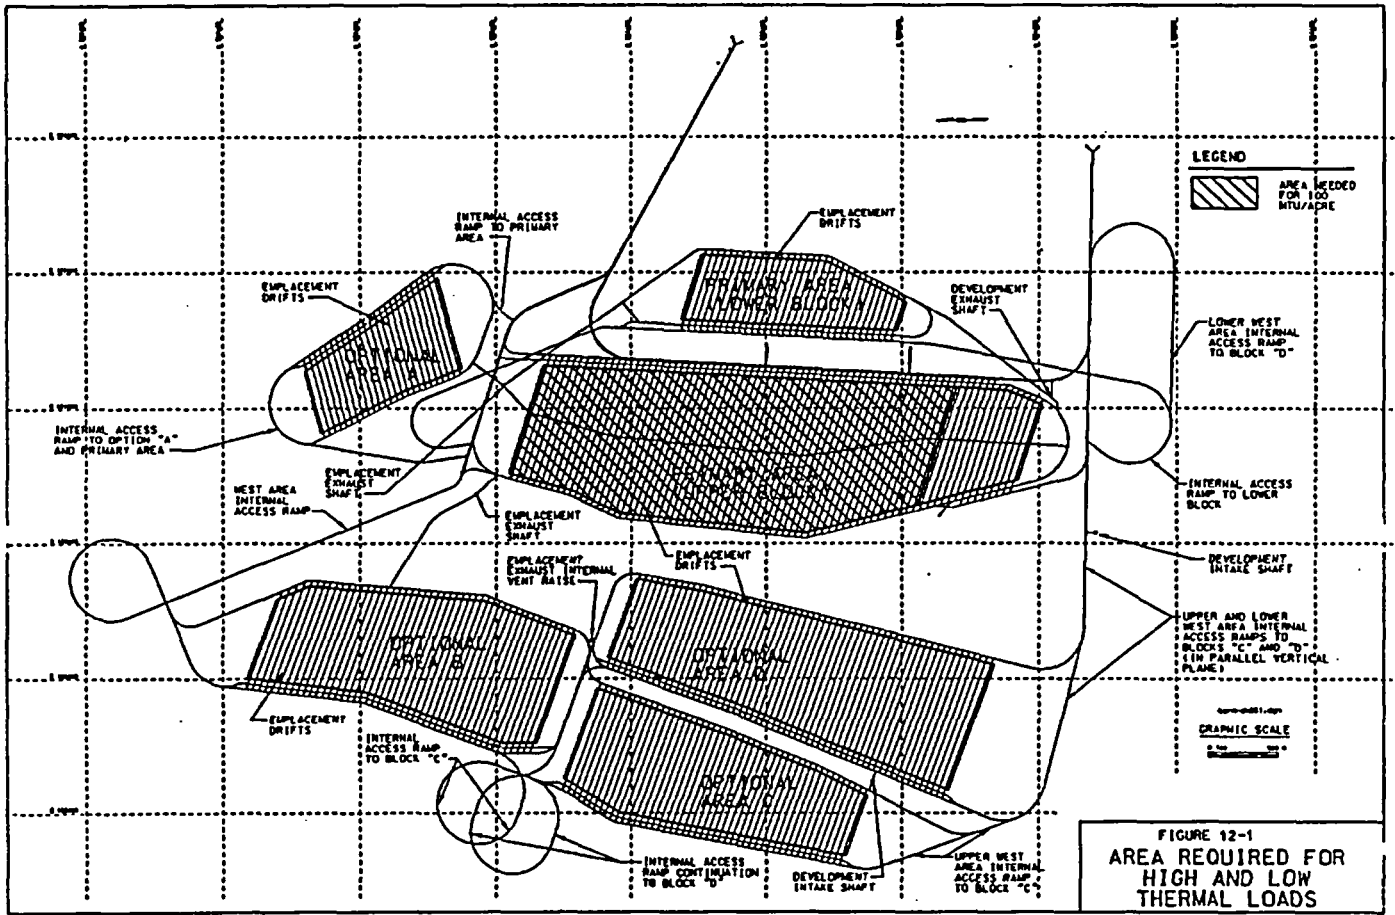 LEGEND
AREA NEEDED
FOR 100
MTU/ACRE
INTERNAL ACCESS
RAMP TO PRIMARY
AREA
EMPLACEMENT
DRIFTS
EMPLACEMENT
DRIFTS
PRIMARY AREA
(LOWER BLOCK)
DEVELOPMENT
EXHAUST
SHAFT
LOWER WEST
AREA INTERNAL
ACCESS RAMP
TO BLOCK "D"
OPTIONAL
AREA A
INTERNAL ACCESS
RAMP TO OPTION "A"
AND PRIMARY AREA
EMPLACEMENT
EXHAUST
SHAFT
WEST AREA
INTERNAL
ACCESS RAMP
PRIMARY AREA
UPPER BLOCK
INTERNAL ACCESS
RAMP TO LOWER
BLOCK
EMPLACEMENT
EXHAUST
SHAFT
EMPLACEMENT
EXHAUST INTERNAL
VENT RAISE
EMPLACEMENT
DRIFTS
DEVELOPMENT
INTAKE SHAFT
UPPER AND LOWER
WEST AREA INTERNAL
ACCESS RAMPS TO
BLOCKS "C" AND "D"
(IN PARALLEL VERTICAL
PLANE)
OPTIONAL
AREA B
OPTIONAL
AREA D
EMPLACEMENT
DRIFTS
INTERNAL
ACCESS RAMP
TO BLOCK "C"
OPTIONAL
AREA C
GRAPHIC SCALE
INTERNAL ACCESS
RAMP CONTINUATION
TO BLOCK "D"
DEVELOPMENT
INTAKE SHAFT
UPPER WEST
AREA INTERNAL
ACCESS RAMP
TO BLOCK "C"
FIGURE 12-1
AREA REQUIRED FOR
HIGH AND LOW
THERMAL LOADS